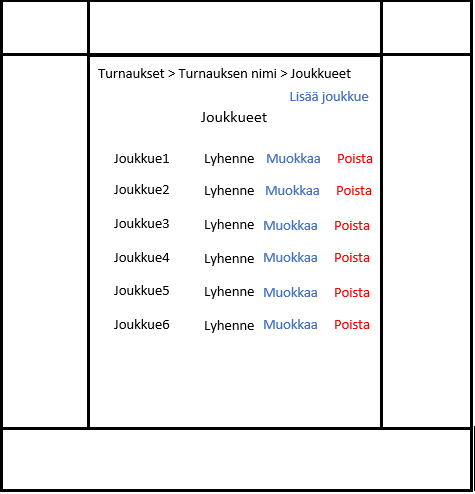 Turnaukset > Turnauksen nimi > Joukkueet
Lisää joukkue
Joukkueet
Joukkue1 Lyhenne Muokkaa Poista
Joukkue2 Lyhenne Muokkaa Poista
Joukkue3 Lyhenne Muokkaa Poista
Joukkue4 Lyhenne Muokkaa Poista
Joukkue5 Lyhenne Muokkaa Poista
Joukkue6 Lyhenne Muokkaa Poista